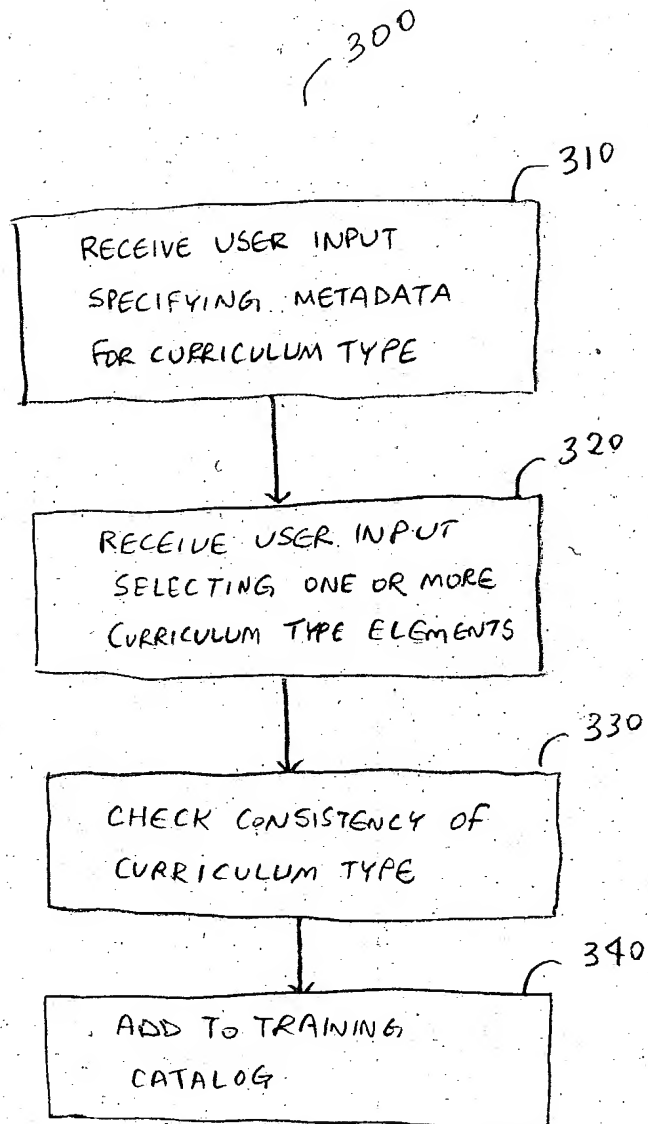 300
310
RECEIVE USER INPUT
SPECIFYING METADATA
FOR CURRICULUM TYPE
320
RECEIVE USER INPUT
SELECTING ONE OR MORE
CURRICULUM TYPE ELEMENTS
330
CHECK CONSISTENCY OF
CURRICULUM TYPE
340
ADD TO TRAINING
CATALOG